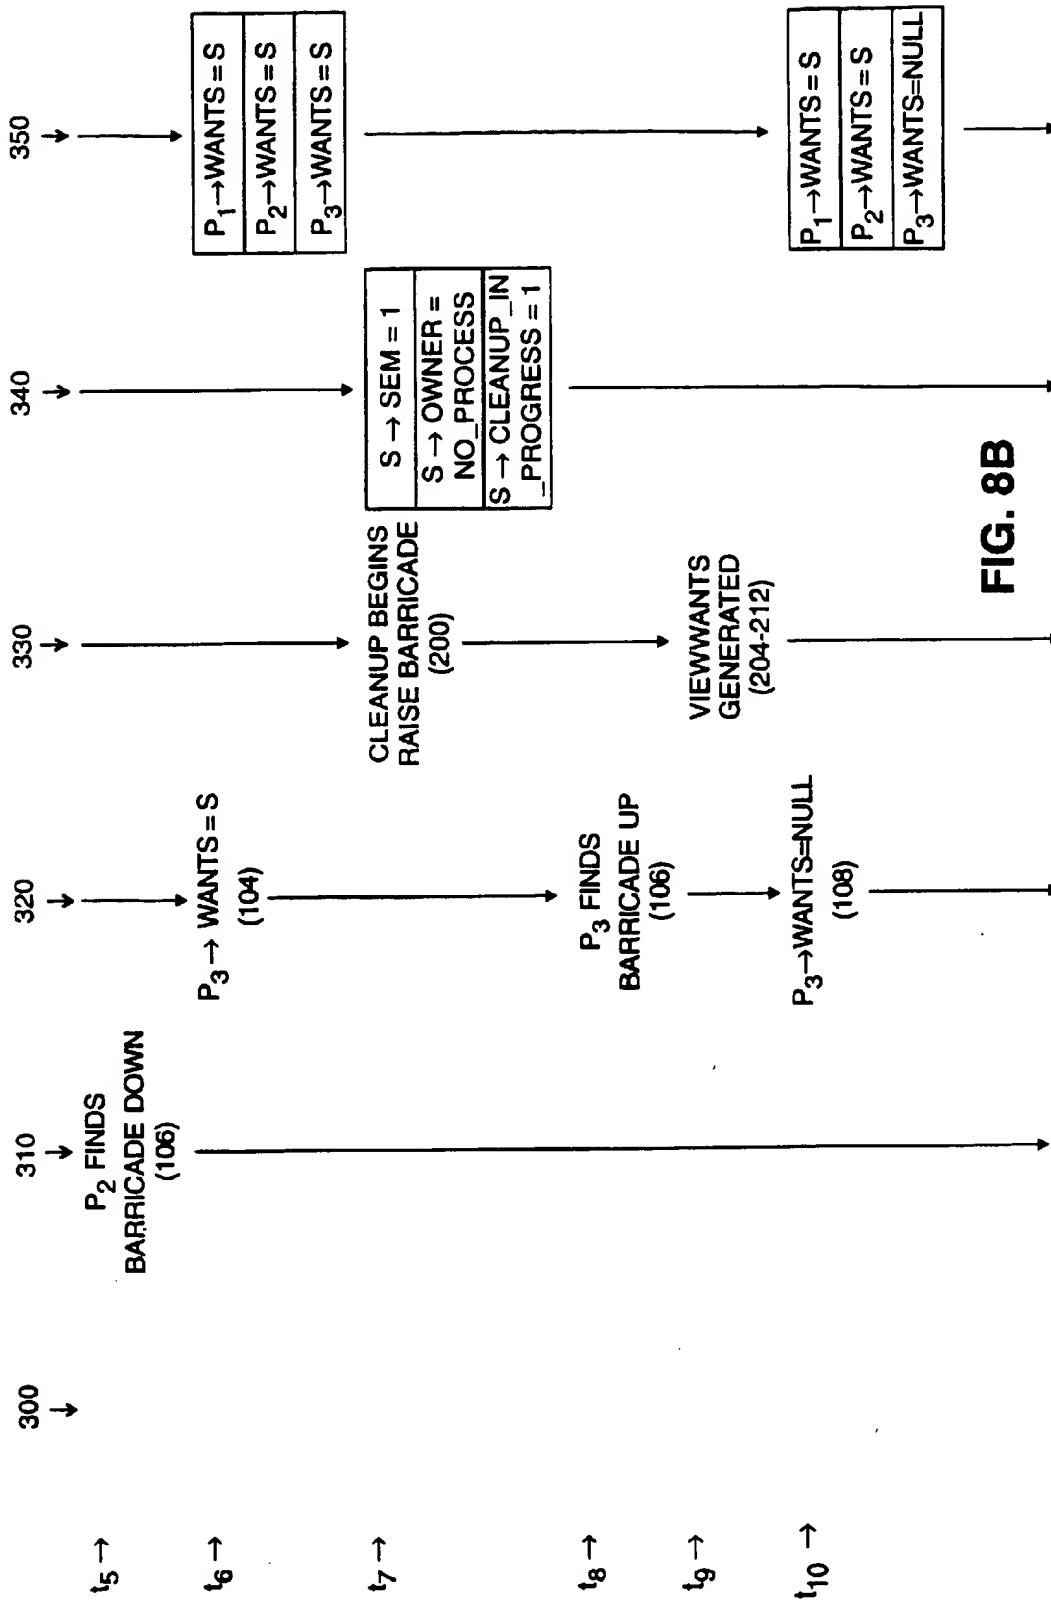 300
310
320
330
340
350
t5 →
P2 FINDS
BARRICADE DOWN
(106)
t6 →
P3 → WANTS = S
(104)
P1→WANTS = S
P2→WANTS = S
P3→WANTS = S
t7 →
CLEANUP BEGINS
RAISE BARRICADE
(200)
S → SEM = 1
S → OWNER =
NO_PROCESS
S → CLEANUP_IN
_PROGRESS = 1
t8 →
P3 FINDS
BARRICADE UP
(106)
t9 →
VIEWWANTS
GENERATED
(204-212)
t10 →
P3→WANTS=NULL
(108)
P1→WANTS = S
P2→WANTS = S
P3→WANTS=NULL
FIG. 8B